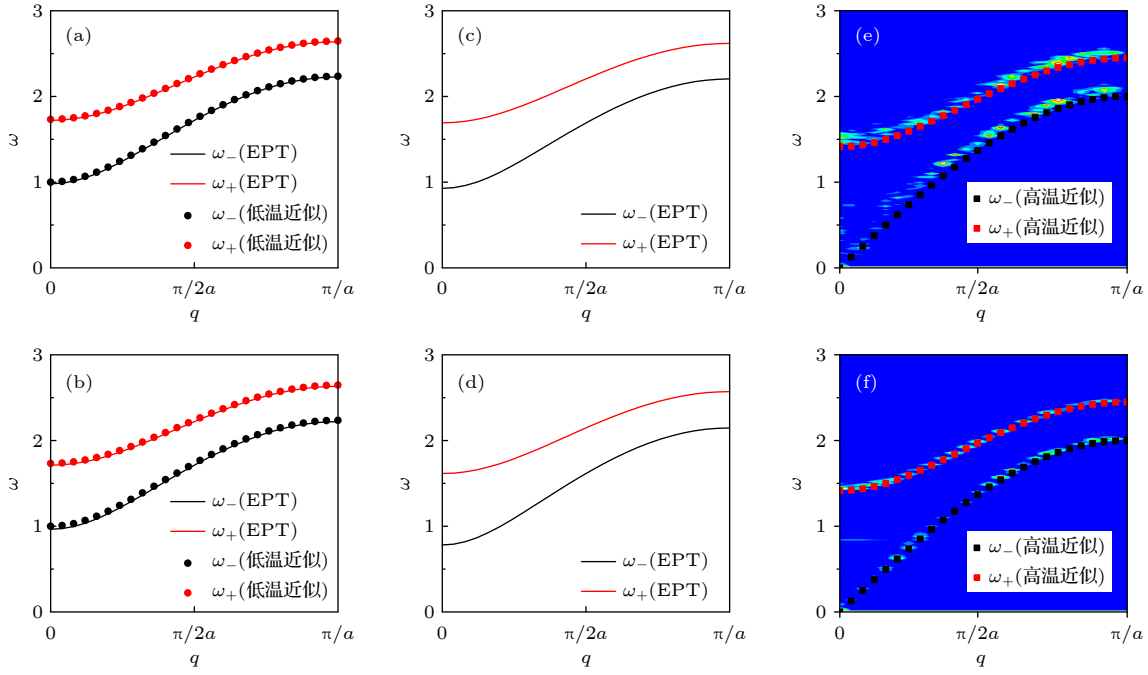 (a)
3
2
1
0
ω
ω₋(EPT)
ω₊(EPT)
ω₋(低温近似)
ω₊(低温近似)
0
π/2a
π/a
q
(c)
3
2
1
0
ω
ω₋(EPT)
ω₊(EPT)
0
π/2a
π/a
q
(e)
3
2
1
0
ω
ω₋(高温近似)
ω₊(高温近似)
0
π/2a
π/a
q
(b)
3
2
1
0
ω
ω₋(EPT)
ω₊(EPT)
ω₋(低温近似)
ω₊(低温近似)
0
π/2a
π/a
q
(d)
3
2
1
0
ω
ω₋(EPT)
ω₊(EPT)
0
π/2a
π/a
q
(f)
3
2
1
0
ω
ω₋(高温近似)
ω₊(高温近似)
0
π/2a
π/a
q